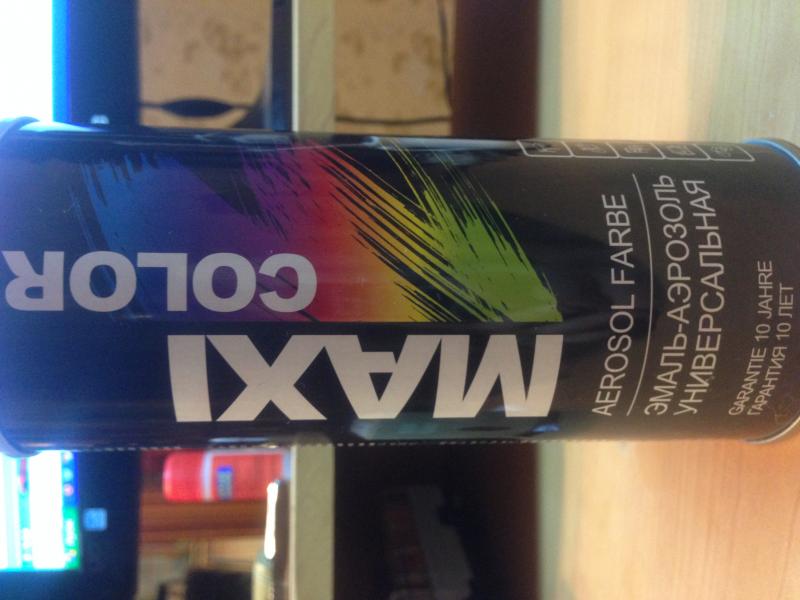 MAXI
COLOR
AEROSOL FARBE
ЭМАЛЬ-АЭРОЗОЛЬ
УНИВЕРСАЛЬНАЯ
GARANTIE 10 JAHRE
ГАРАНТИЯ 10 ЛЕТ